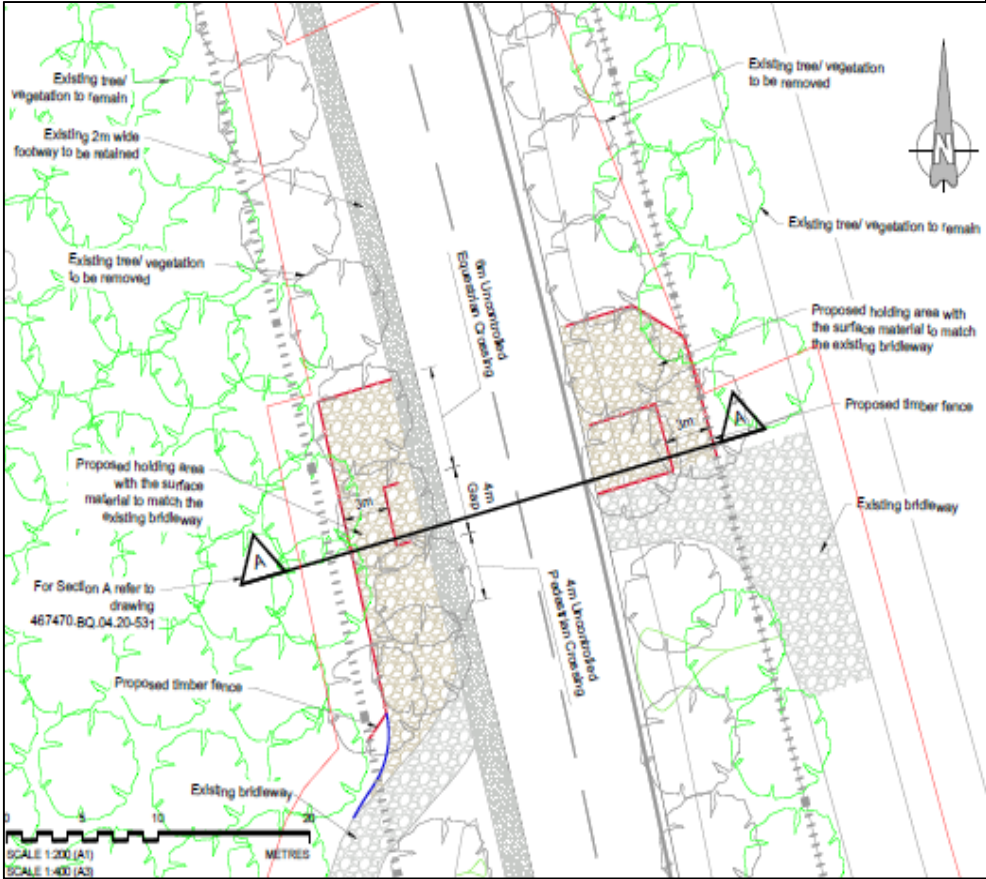 Existing tree/
vegetation to remain
Existing 2m wide
footway to be retained
Existing tree/ vegetation
to be removed
6m Uncontrolled
Equestrian Crossing
Existing tree/ vegetation
to be removed
N
Existing tree/ vegetation to remain
Proposed holding area with
the surface material to match
the existing bridleway
Proposed timber fence
A
3m
Proposed holding area
with the surface
material to match the
existing bridleway
3m
4m
Gap
Existing bridleway
A
For Section A refer to
drawing
467470.BQ.04.20-531
4m Uncontrolled
Pedestrian Crossing
Proposed timber fence
Existing bridleway
0 5 10 20
SCALE 1:200 (A1) METRES
SCALE 1:400 (A3)